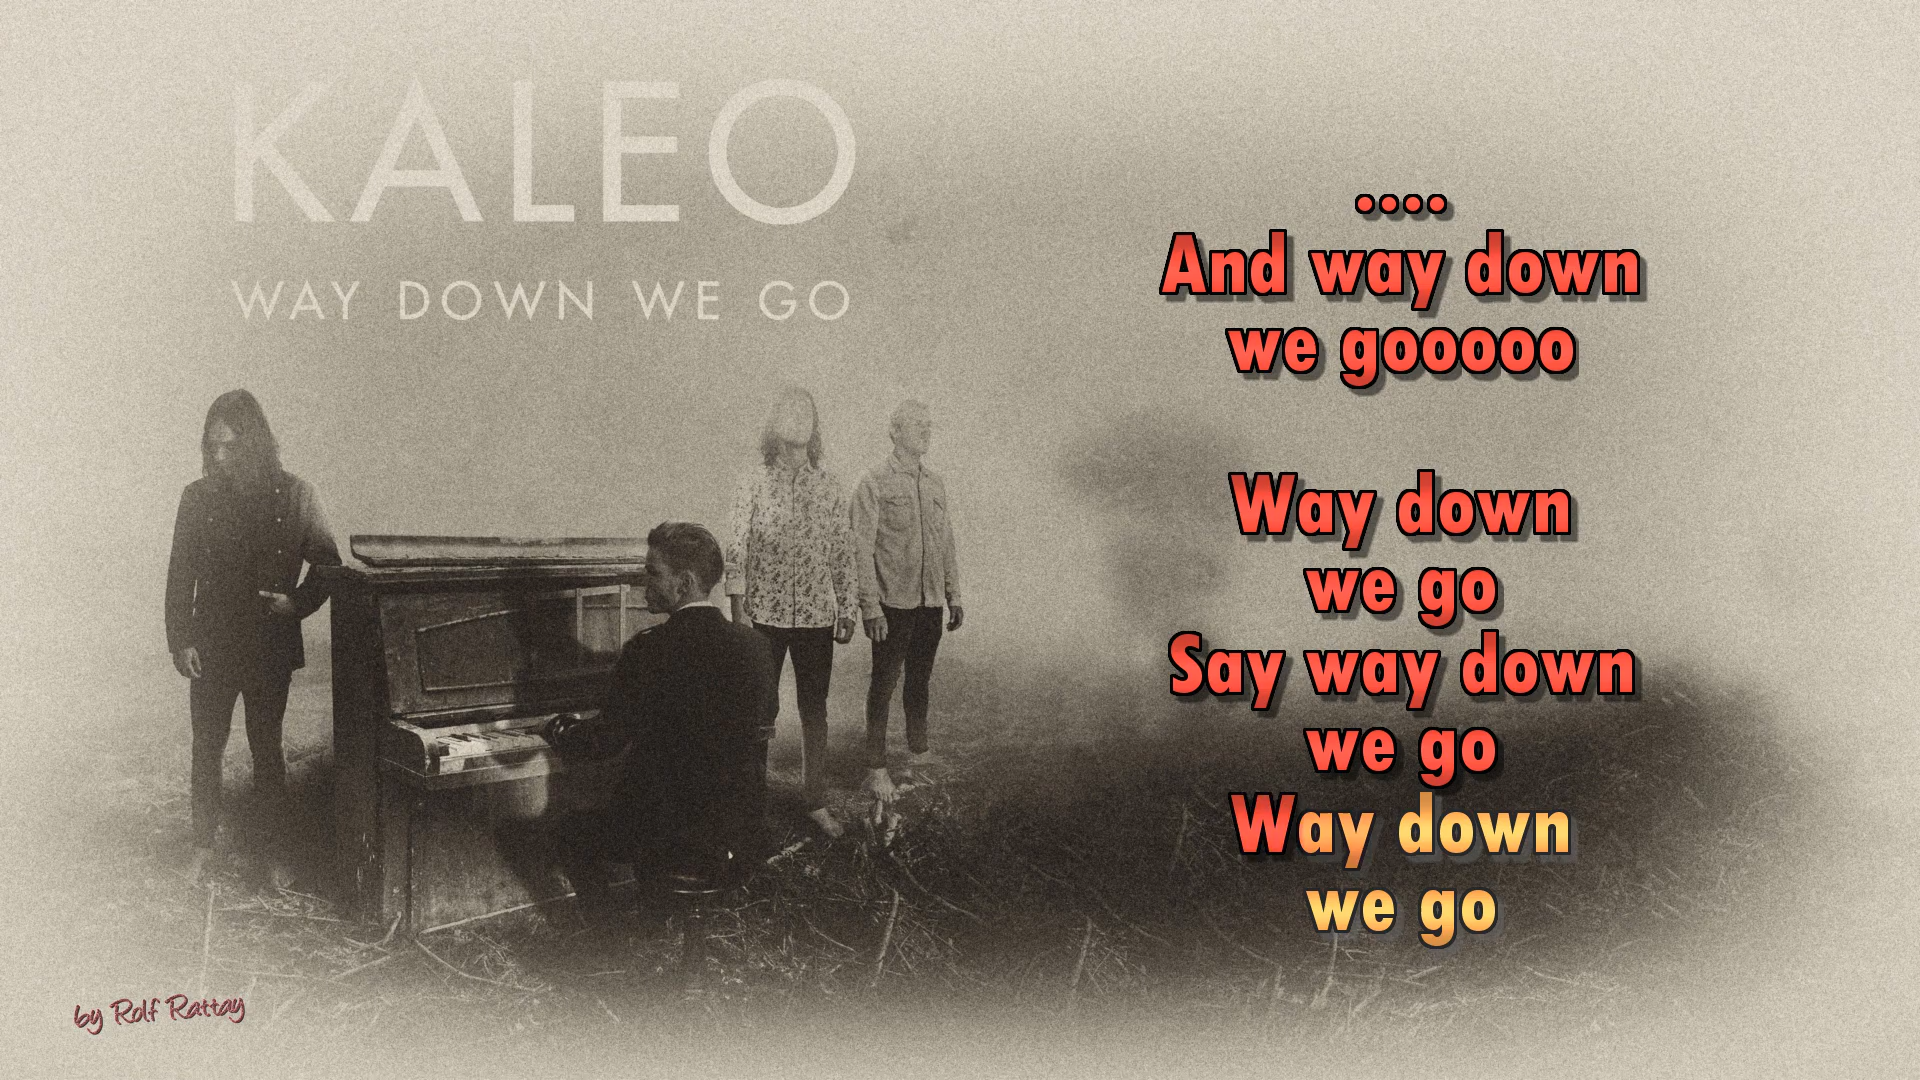 KALEO
WAY DOWN WE GO
....
And way down
we gooooo
Way down
we go
Say way down
we go
Way down
we go
by Rolf Rattay